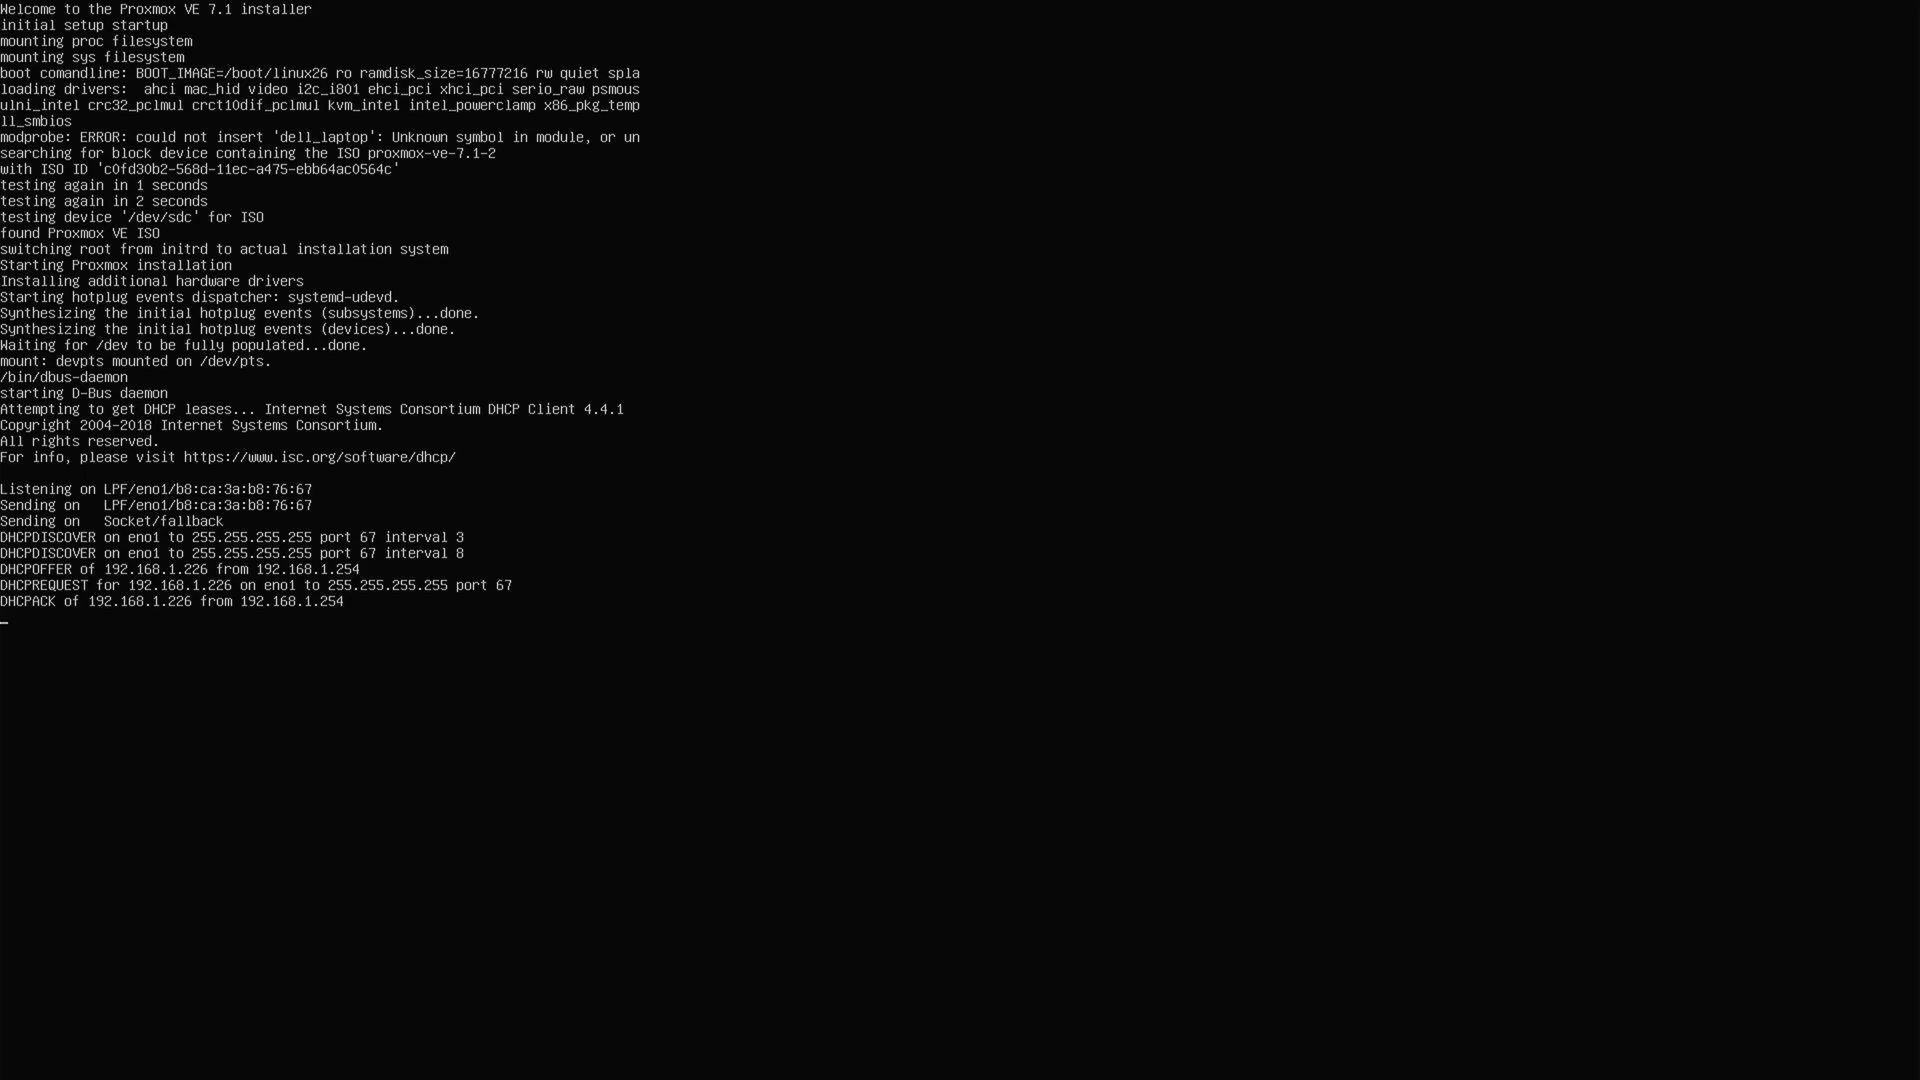 Welcome to the Proxmox VE 7.1 installer
initial setup startup
mounting proc filesystem
mounting sys filesystem
boot comandline: BOOT_IMAGE=/boot/linux26 ro ramdisk_size=16777216 rw quiet spla
loading drivers:  ahci mac_hid video i2c_i801 ehci_pci xhci_pci serio_raw psmous
ulni_intel crc32_pclmul crct10dif_pclmul kvm_intel intel_powerclamp x86_pkg_temp
ll_smbios
modprobe: ERROR: could not insert 'dell_laptop': Unknown symbol in module, or un
searching for block device containing the ISO proxmox-ve-7.1-2
with ISO ID 'c0fd30b2-568d-11ec-a475-ebb64ac0564c'
testing again in 1 seconds
testing again in 2 seconds
testing device '/dev/sdc' for ISO
found Proxmox VE ISO
switching root from initrd to actual installation system
Starting Proxmox installation
Installing additional hardware drivers
Starting hotplug events dispatcher: systemd-udevd.
Synthesizing the initial hotplug events (subsystems)...done.
Synthesizing the initial hotplug events (devices)...done.
Waiting for /dev to be fully populated...done.
mount: devpts mounted on /dev/pts.
/bin/dbus-daemon
starting D-Bus daemon
Attempting to get DHCP leases... Internet Systems Consortium DHCP Client 4.4.1
Copyright 2004-2018 Internet Systems Consortium.
All rights reserved.
For info, please visit https://www.isc.org/software/dhcp/

Listening on LPF/eno1/b8:ca:3a:b8:76:67
Sending on   LPF/eno1/b8:ca:3a:b8:76:67
Sending on   Socket/fallback
DHCPDISCOVER on eno1 to 255.255.255.255 port 67 interval 3
DHCPDISCOVER on eno1 to 255.255.255.255 port 67 interval 8
DHCPOFFER of 192.168.1.226 from 192.168.1.254
DHCPREQUEST for 192.168.1.226 on eno1 to 255.255.255.255 port 67
DHCPACK of 192.168.1.226 from 192.168.1.254